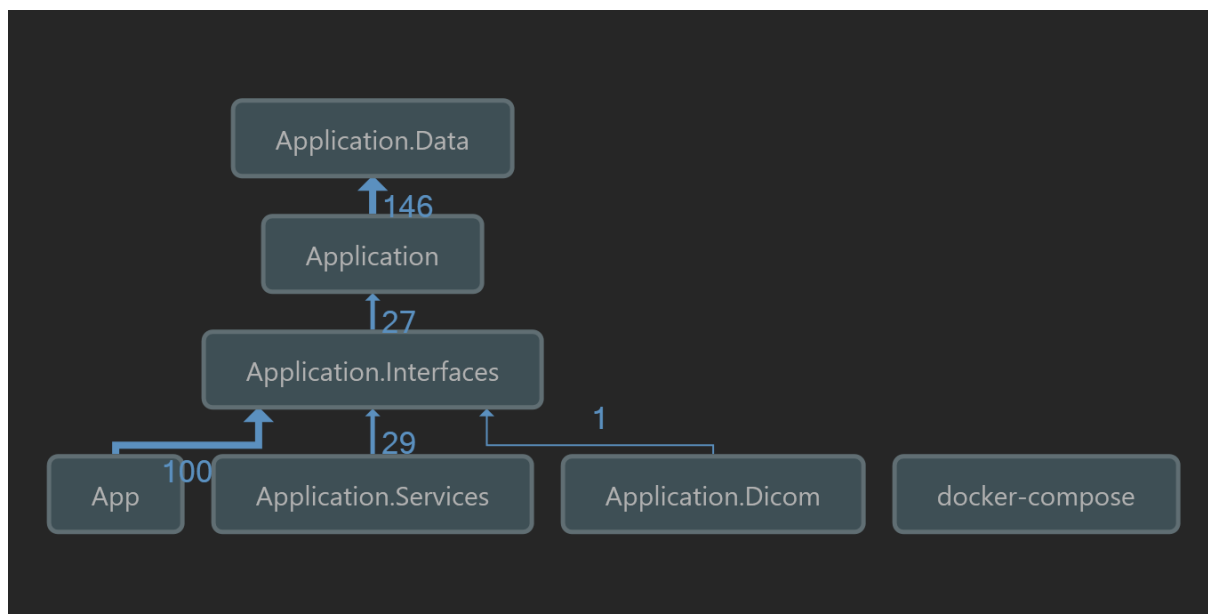 Application.Data
146
Application
27
Application.Interfaces
1
100
29
App
Application.Services
Application.Dicom
docker-compose